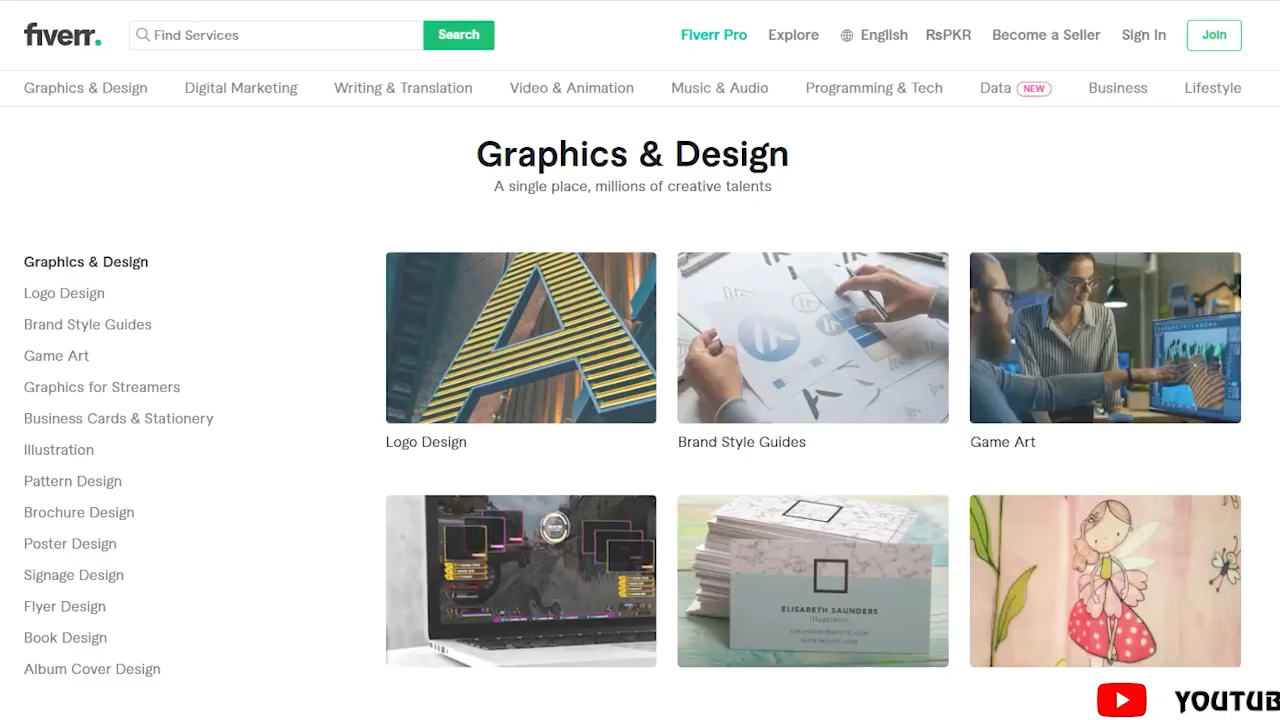 fiverr.
Find Services
Search
Fiverr Pro
Explore
English
RsPKR
Become a Seller
Sign In
Join
Graphics & Design
Digital Marketing
Writing & Translation
Video & Animation
Music & Audio
Programming & Tech
Data NEW
Business
Lifestyle
Graphics & Design
A single place, millions of creative talents
Graphics & Design
Logo Design
Brand Style Guides
Game Art
Graphics for Streamers
Business Cards & Stationery
Illustration
Pattern Design
Brochure Design
Poster Design
Signage Design
Flyer Design
Book Design
Album Cover Design
A
Logo Design
Brand Style Guides
Game Art
ELISABETH SAUNDERS
YOUTUB